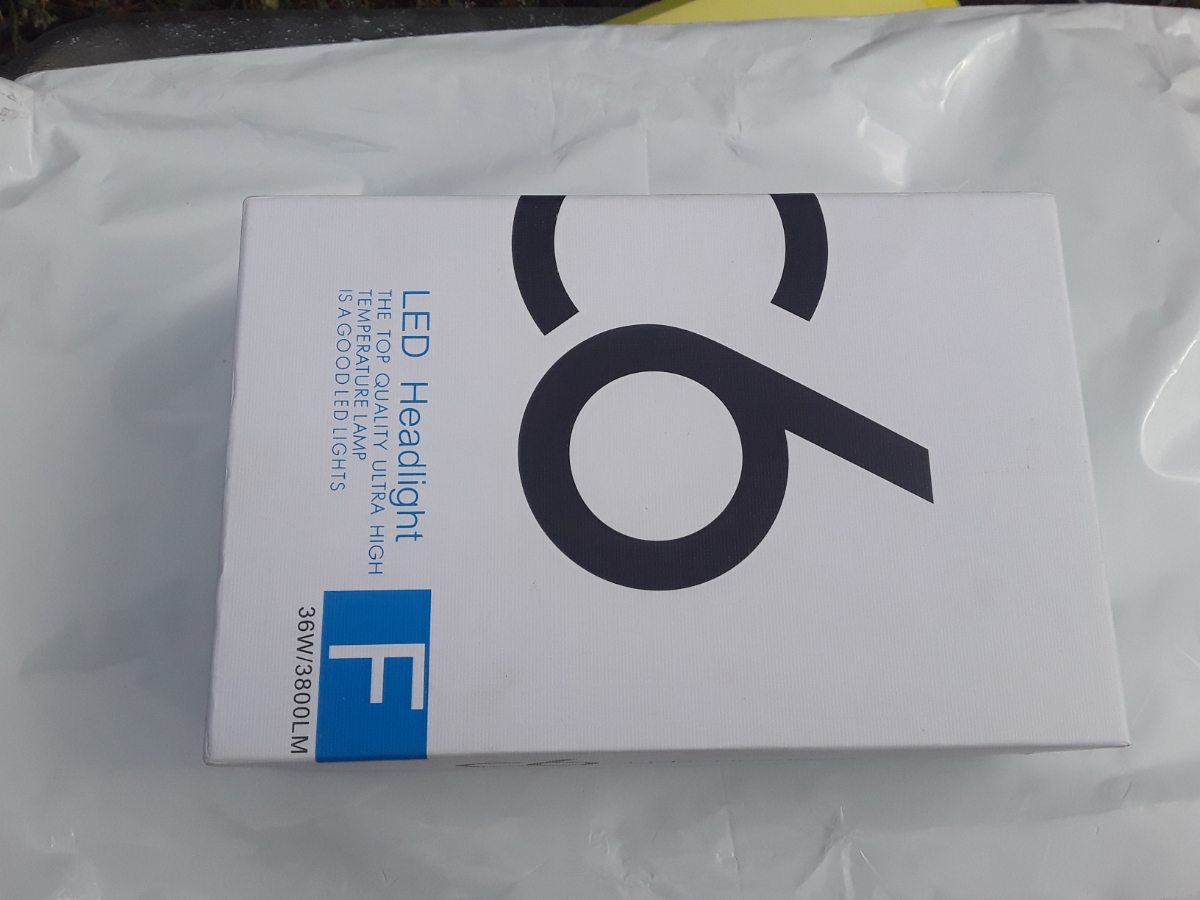 C6
LED Headlight
THE TOP QUALITY ULTRA HIGH
TEMPERATURE LAMP
IS A GOOD LED LIGHTS
F
36W/3800LM